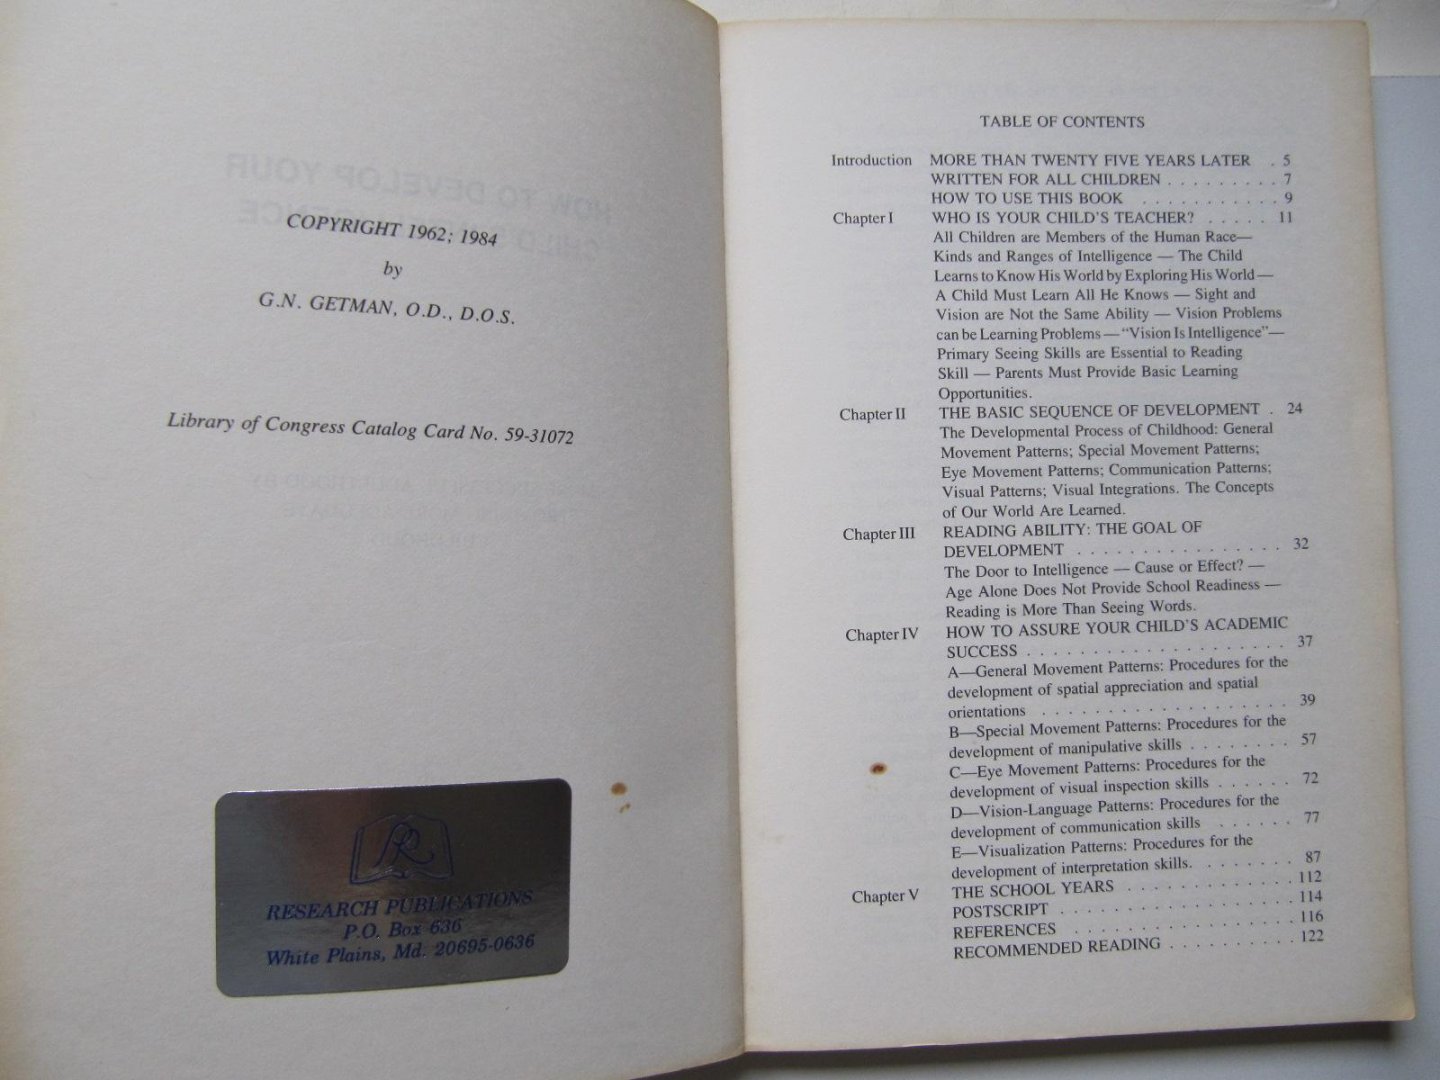 COPYRIGHT 1962; 1984
by
G.N. GETMAN, O.D., D.O.S.
Library of Congress Catalog Card No. 59-31072
RESEARCH PUBLICATIONS
P.O. Box 636
White Plains, Md. 20695-0636
TABLE OF CONTENTS
Introduction MORE THAN TWENTY FIVE YEARS LATER . 5
WRITTEN FOR ALL CHILDREN . . . . . . . . . 7
HOW TO USE THIS BOOK . . . . . . . . . . . 9
Chapter I WHO IS YOUR CHILD'S TEACHER? . . . . . 11
All Children are Members of the Human Race—
Kinds and Ranges of Intelligence — The Child
Learns to Know His World by Exploring His World —
A Child Must Learn All He Knows — Sight and
Vision are Not the Same Ability — Vision Problems
can be Learning Problems — "Vision Is Intelligence"—
Primary Seeing Skills are Essential to Reading
Skill — Parents Must Provide Basic Learning
Opportunities.
Chapter II THE BASIC SEQUENCE OF DEVELOPMENT . 24
The Developmental Process of Childhood: General
Movement Patterns; Special Movement Patterns;
Eye Movement Patterns; Communication Patterns;
Visual Patterns; Visual Integrations. The Concepts
of Our World Are Learned.
Chapter III READING ABILITY: THE GOAL OF
DEVELOPMENT . . . . . . . . . . . . . . . . 32
The Door to Intelligence — Cause or Effect? —
Age Alone Does Not Provide School Readiness —
Reading is More Than Seeing Words.
Chapter IV HOW TO ASSURE YOUR CHILD'S ACADEMIC
SUCCESS . . . . . . . . . . . . . . . . . . . . 37
A—General Movement Patterns: Procedures for the
development of spatial appreciation and spatial
orientations . . . . . . . . . . . . . . . . . . . 39
B—Special Movement Patterns: Procedures for the
development of manipulative skills . . . . . . . . 57
C—Eye Movement Patterns: Procedures for the
development of visual inspection skills . . . . . . 72
D—Vision-Language Patterns: Procedures for the
development of communication skills . . . . . . 77
E—Visualization Patterns: Procedures for the
development of interpretation skills. . . . . . . . 87
Chapter V THE SCHOOL YEARS . . . . . . . . . . . . . 112
POSTSCRIPT . . . . . . . . . . . . . . . . . . 114
REFERENCES . . . . . . . . . . . . . . . . . 116
RECOMMENDED READING . . . . . . . . . . 122